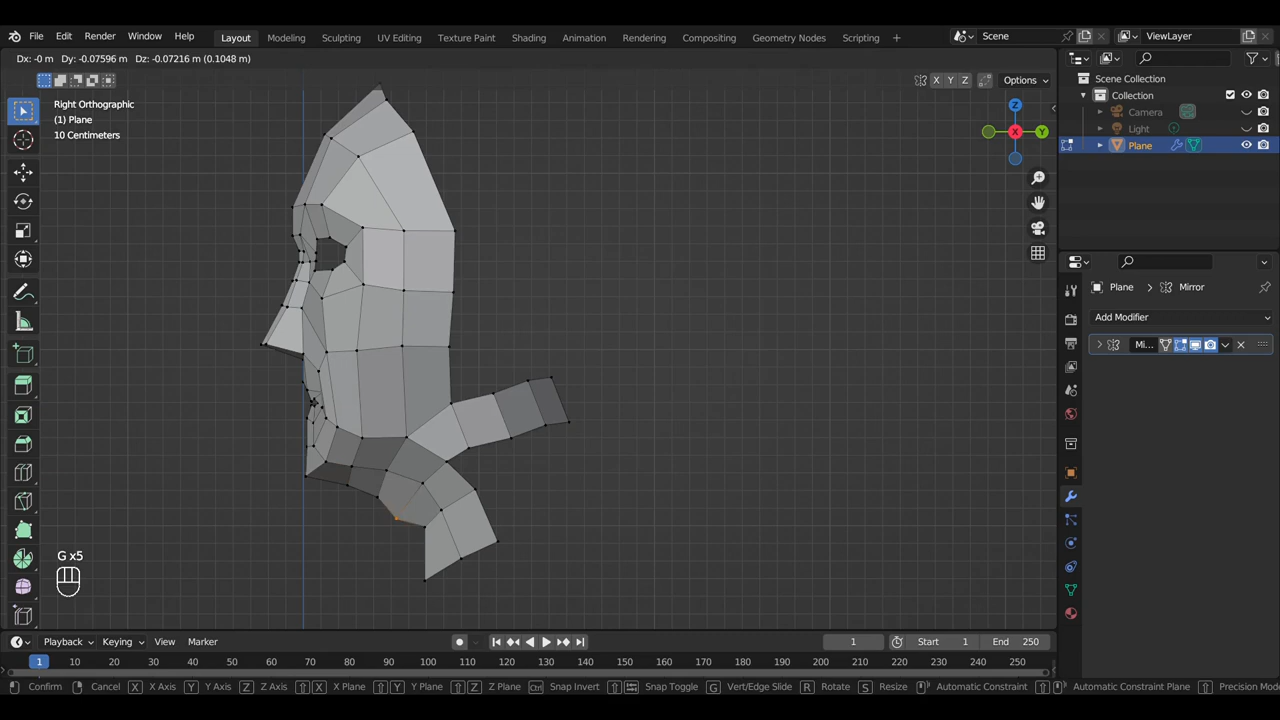 File Edit Render Window Help Layout Modeling Sculpting UV Editing Texture Paint Shading Animation Rendering Compositing Geometry Nodes Scripting + Scene ViewLayer
Dx: -0 m Dy: -0.07596 m Dz: -0.07216 m (0.1048 m)
X Y Z Options
Right Orthographic
(1) Plane
10 Centimeters
Z
X
Y
Scene Collection
Collection
Camera
Light
Plane
Plane > Mirror
Add Modifier
Mi...
G x5
Playback Keying View Marker 1 Start 1 End 250
1 10 20 30 40 50 60 70 80 90 100 110 120 130 140 150 160 170 180 190 200 210 220 230 240 250
Confirm Cancel X X Axis Y Y Axis Z Z Axis X X Plane Y Y Plane Z Z Plane Ctrl Snap Invert Snap Toggle G Vert/Edge Slide R Rotate S Resize Automatic Constraint Automatic Constraint Plane Precision Mode